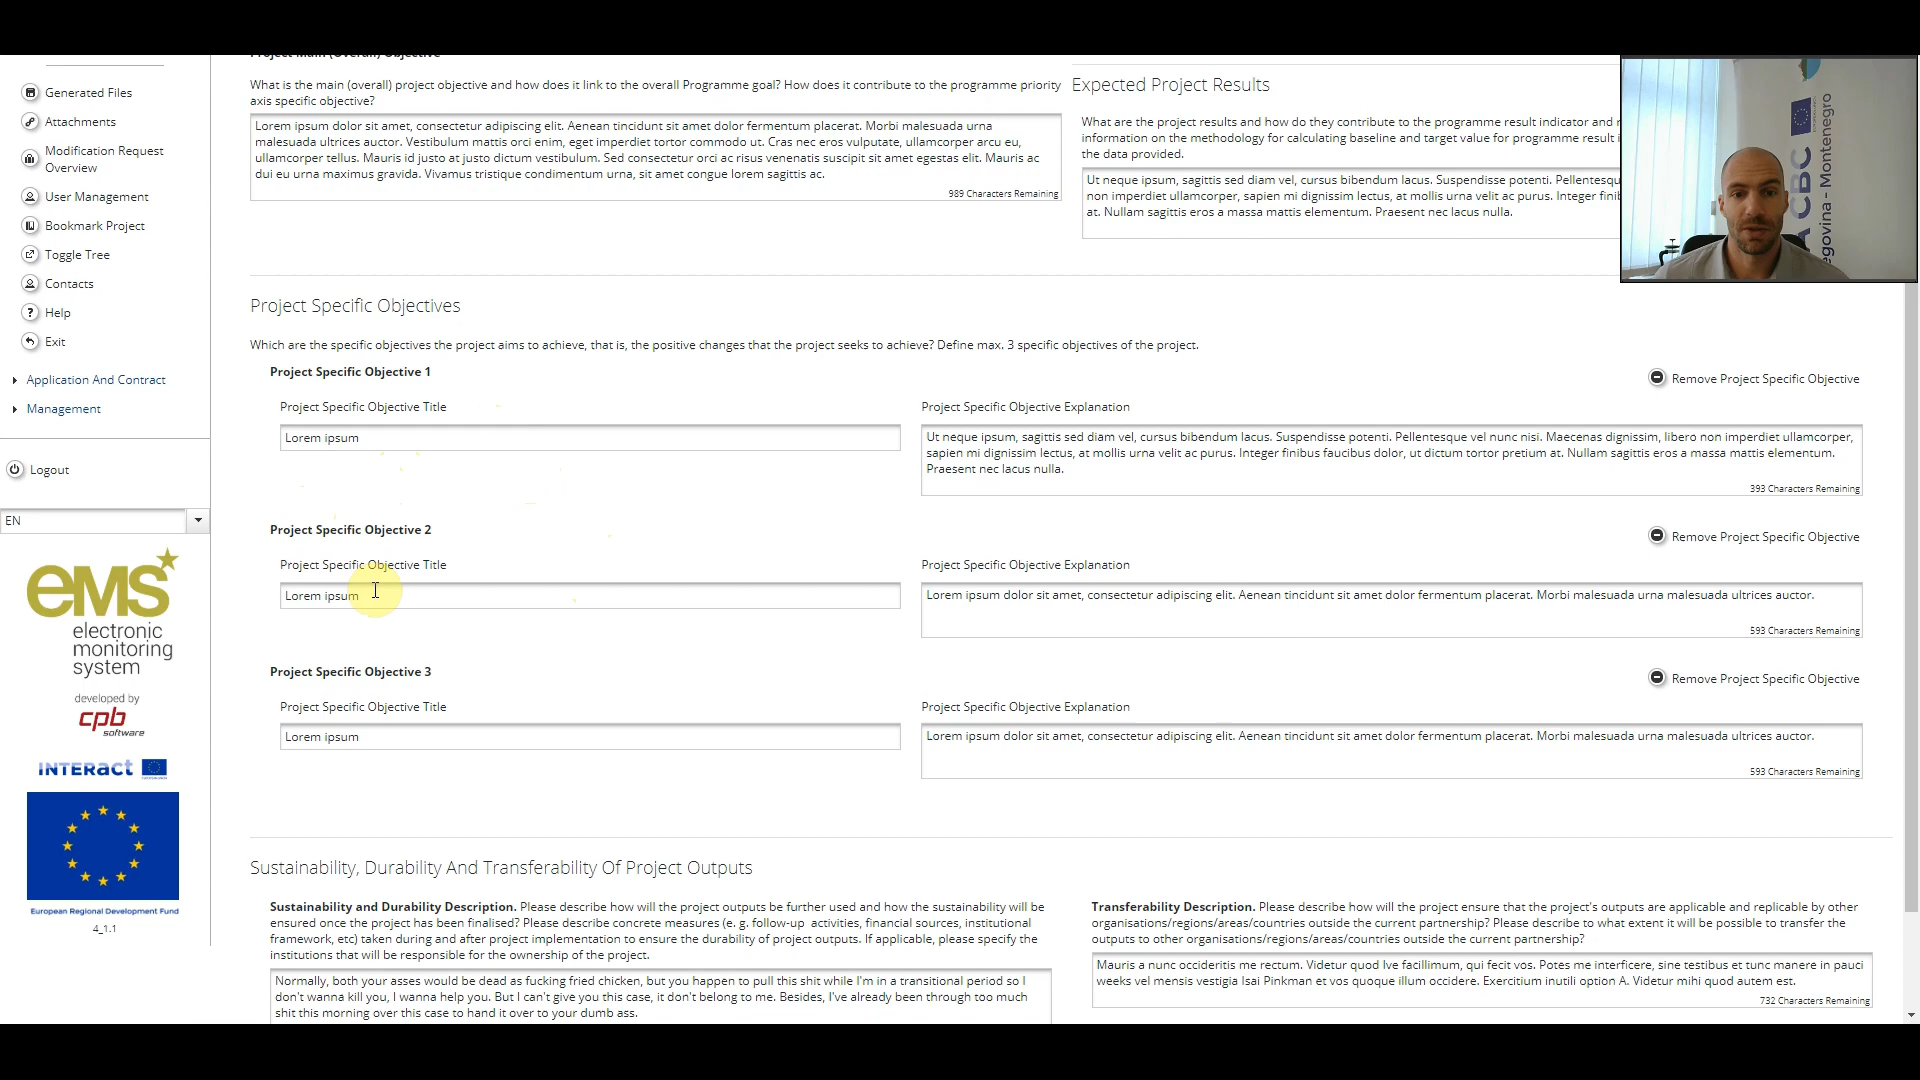 Project Main (Overall) Objective
What is the main (overall) project objective and how does it link to the overall Programme goal? How does it contribute to the programme priority
axis specific objective?
Lorem ipsum dolor sit amet, consectetur adipiscing elit. Aenean tincidunt sit amet dolor fermentum placerat. Morbi malesuada urna
malesuada ultrices auctor. Vestibulum mattis orci enim, eget imperdiet tortor commodo ut. Cras nec eros vulputate, ullamcorper arcu eu,
ullamcorper tellus. Mauris id justo at justo dictum vestibulum. Sed consectetur orci ac risus venenatis suscipit sit amet egestas elit. Mauris ac
dui eu urna maximus gravida. Vivamus tristique condimentum urna, sit amet congue lorem sagittis ac.
989 Characters Remaining
Expected Project Results
What are the project results and how do they contribute to the programme result indicator and r
information on the methodology for calculating baseline and target value for programme result i
the data provided.
Ut neque ipsum, sagittis sed diam vel, cursus bibendum lacus. Suspendisse potenti. Pellentesqu
non imperdiet ullamcorper, sapien mi dignissim lectus, at mollis urna velit ac purus. Integer finib
at. Nullam sagittis eros a massa mattis elementum. Praesent nec lacus nulla.
A CBC
egovina - Montenegro
Generated Files
Attachments
Modification Request
Overview
User Management
Bookmark Project
Toggle Tree
Contacts
Help
Exit
Application And Contract
Management
Logout
EN
eMS
electronic
monitoring
system
developed by
cpb
software
INTERACT
European Regional Development Fund
4_1.1
Project Specific Objectives
Which are the specific objectives the project aims to achieve, that is, the positive changes that the project seeks to achieve? Define max. 3 specific objectives of the project.
Project Specific Objective 1
Remove Project Specific Objective
Project Specific Objective Title
Project Specific Objective Explanation
Lorem ipsum
Ut neque ipsum, sagittis sed diam vel, cursus bibendum lacus. Suspendisse potenti. Pellentesque vel nunc nisi. Maecenas dignissim, libero non imperdiet ullamcorper,
sapien mi dignissim lectus, at mollis urna velit ac purus. Integer finibus faucibus dolor, ut dictum tortor pretium at. Nullam sagittis eros a massa mattis elementum.
Praesent nec lacus nulla.
393 Characters Remaining
Project Specific Objective 2
Remove Project Specific Objective
Project Specific Objective Title
Project Specific Objective Explanation
Lorem ipsum
Lorem ipsum dolor sit amet, consectetur adipiscing elit. Aenean tincidunt sit amet dolor fermentum placerat. Morbi malesuada urna malesuada ultrices auctor.
593 Characters Remaining
Project Specific Objective 3
Remove Project Specific Objective
Project Specific Objective Title
Project Specific Objective Explanation
Lorem ipsum
Lorem ipsum dolor sit amet, consectetur adipiscing elit. Aenean tincidunt sit amet dolor fermentum placerat. Morbi malesuada urna malesuada ultrices auctor.
593 Characters Remaining
Sustainability, Durability And Transferability Of Project Outputs
Sustainability and Durability Description. Please describe how will the project outputs be further used and how the sustainability will be
ensured once the project has been finalised? Please describe concrete measures (e. g. follow-up activities, financial sources, institutional
framework, etc) taken during and after project implementation to ensure the durability of project outputs. If applicable, please specify the
institutions that will be responsible for the ownership of the project.
Normally, both your asses would be dead as fucking fried chicken, but you happen to pull this shit while I'm in a transitional period so I
don't wanna kill you, I wanna help you. But I can't give you this case, it don't belong to me. Besides, I've already been through too much
shit this morning over this case to hand it over to your dumb ass.
Transferability Description. Please describe how will the project ensure that the project's outputs are applicable and replicable by other
organisations/regions/areas/countries outside the current partnership? Please describe to what extent it will be possible to transfer the
outputs to other organisations/regions/areas/countries outside the current partnership?
Mauris a nunc occideritis me rectum. Videtur quod Ive facillimum, qui fecit vos. Potes me interficere, sine testibus et tunc manere in pauci
weeks vel mensis vestigia Isai Pinkman et vos quoque illum occidere. Exercitium inutili option A. Videtur mihi quod autem est.
732 Characters Remaining